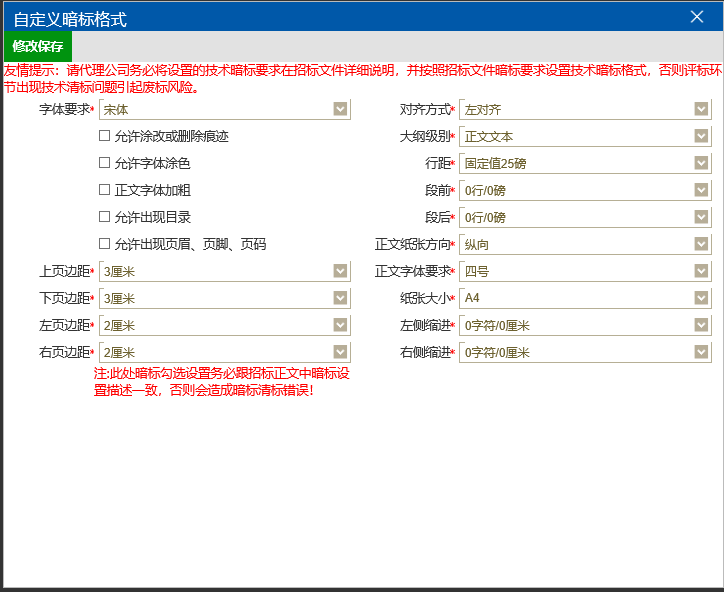 自定义暗标格式
修改保存
友情提示：请代理公司务必将设置的技术暗标要求在招标文件详细说明，并按照招标文件暗标要求设置技术暗标格式，否则评标环
节出现技术清标问题引起废标风险。
字体要求* 宋体 对齐方式* 左对齐
允许涂改或删除痕迹 大纲级别* 正文文本
允许字体涂色 行距* 固定值25磅
正文字体加粗 段前* 0行/0磅
允许出现目录 段后* 0行/0磅
允许出现页眉、页脚、页码 正文纸张方向* 纵向
上页边距* 3厘米 正文字体要求* 四号
下页边距* 3厘米 纸张大小* A4
左页边距* 2厘米 左侧缩进* 0字符/0厘米
右页边距* 2厘米 右侧缩进* 0字符/0厘米
注:此处暗标勾选设置务必跟招标正文中暗标设
置描述一致，否则会造成暗标清标错误！